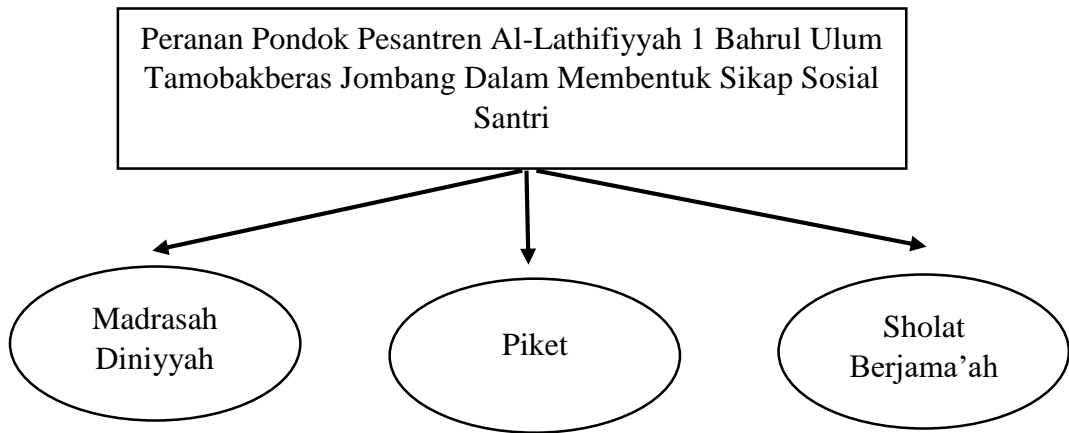 Peranan Pondok Pesantren Al-Lathifiyyah 1 Bahrul Ulum
Tamobakberas Jombang Dalam Membentuk Sikap Sosial
Santri
Madrasah
Diniyyah
Piket
Sholat
Berjama’ah